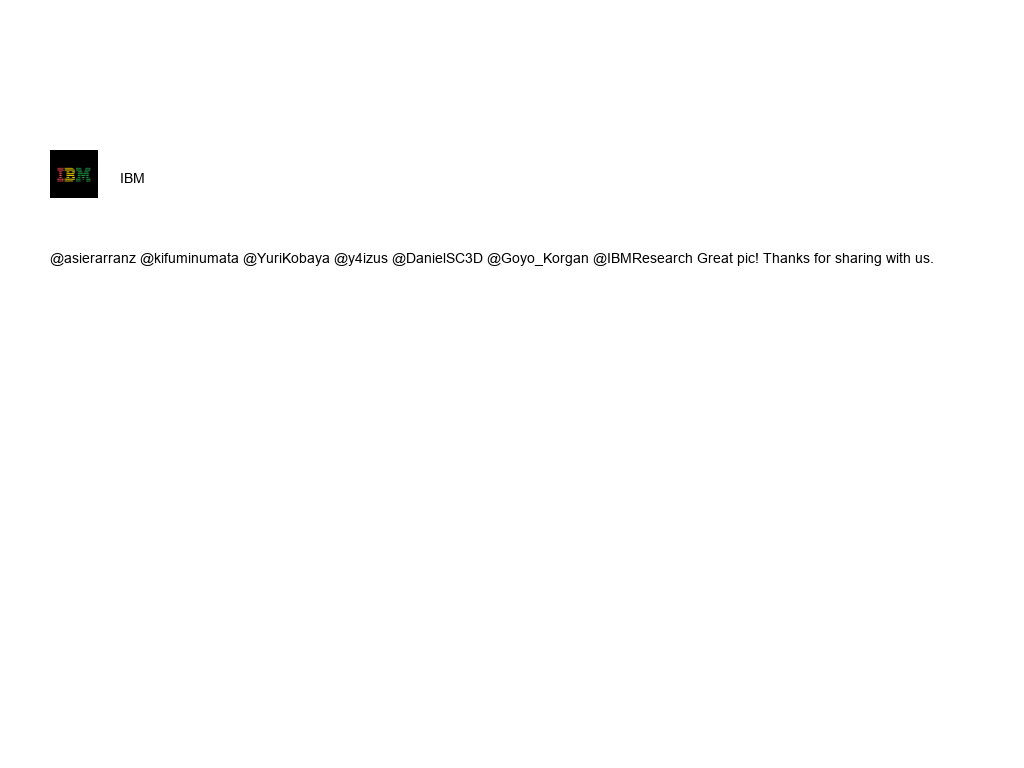 IBM
IBM
@asierarranz @kifuminumata @YuriKobaya @y4izus @DanielSC3D @Goyo_Korgan @IBMResearch Great pic! Thanks for sharing with us.